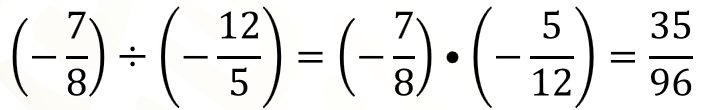 (−7/8) ÷ (−12/5) = (−7/8) • (−5/12) = 35/96